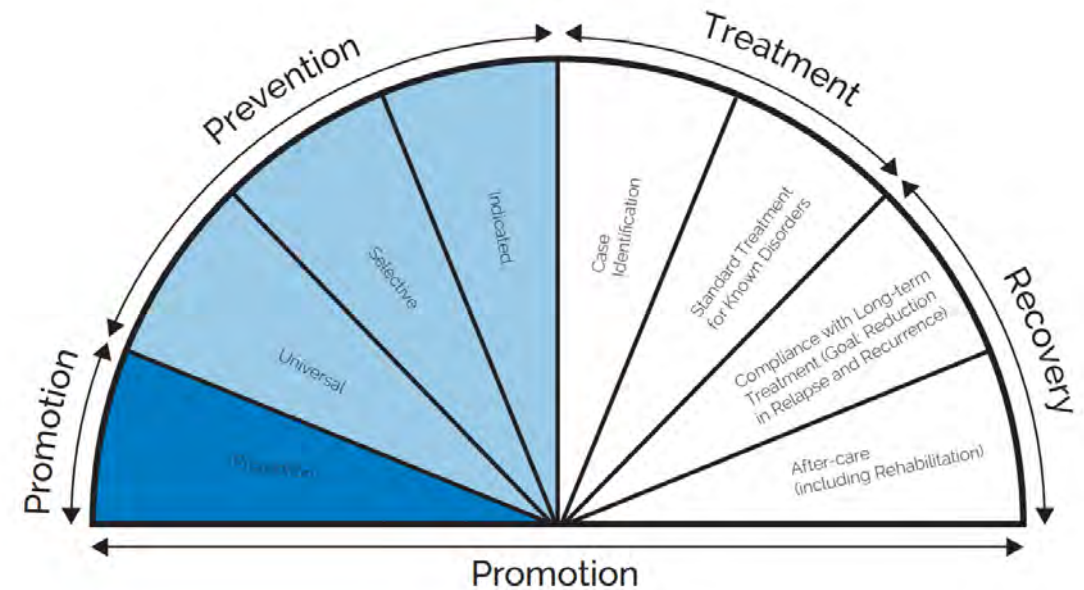 Prevention
Treatment
Promotion
Recovery
Universal
Selective
Indicated
Case
Identification
Standard Treatment
for Known Disorders
Compliance with Long-term
Treatment (Goal: Reduction
in Relapse and Recurrence)
After-care
(including Rehabilitation)
Promotion